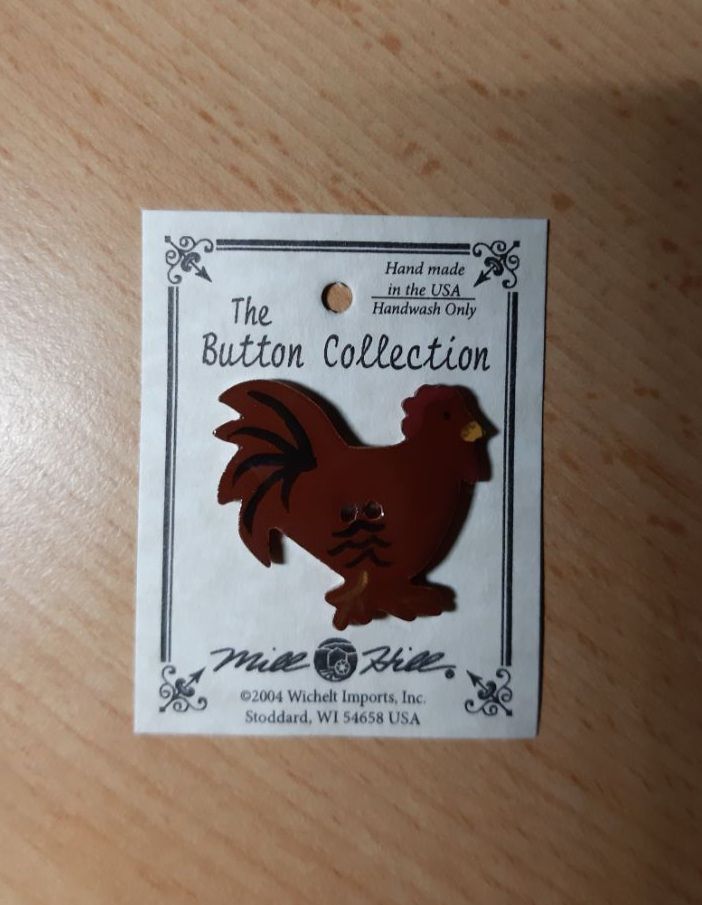 Hand made
in the USA
Handwash Only
The
Button Collection
Mill Hill®
©2004 Wichelt Imports, Inc.
Stoddard, WI 54658 USA